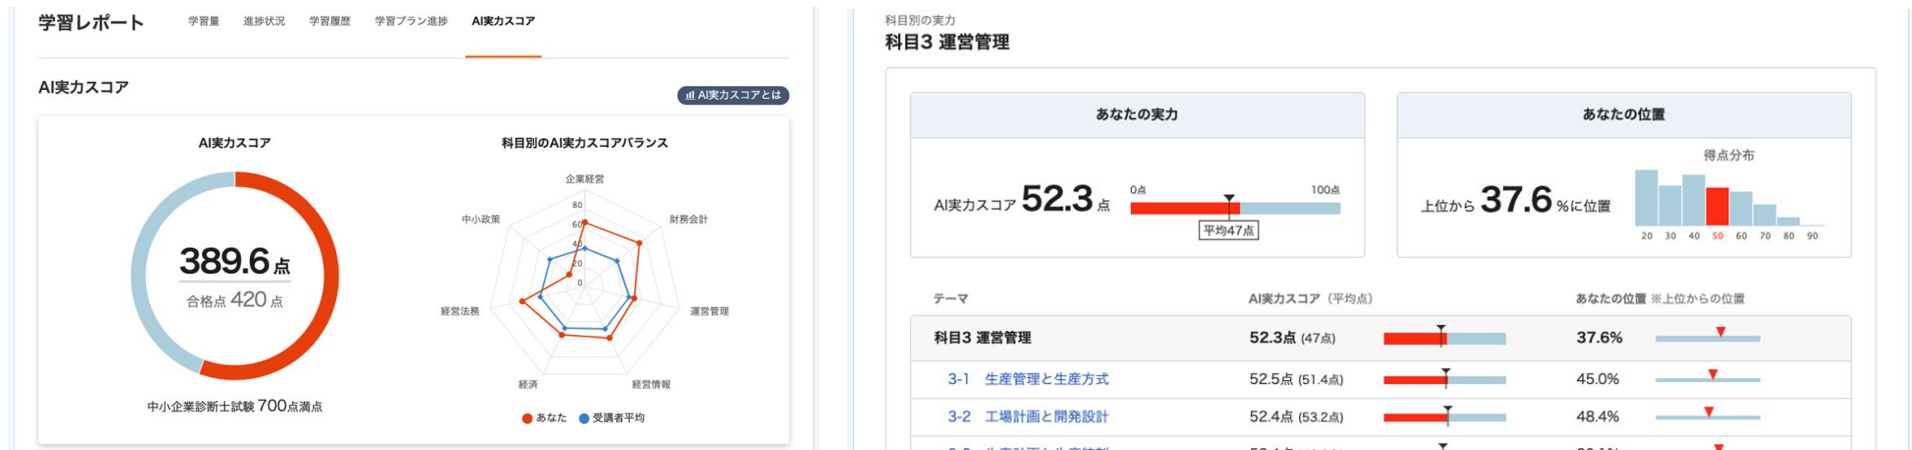 学習レポート 学習量 進捗状況 学習履歴 学習プラン進捗 AI実力スコア
AI実力スコア
AI実力スコアとは
AI実力スコア
389.6点
合格点 420 点
中小企業診断士試験 700点満点
科目別のAI実力スコアバランス
企業経営
中小政策
財務会計
80
60
40
20
0
経営法務
運営管理
経済
経営情報
あなた 受講者平均
科目別の実力
科目3 運営管理
あなたの実力
AI実力スコア 52.3 点
0点 100点
平均47点
あなたの位置
上位から 37.6 %に位置
得点分布
20 30 40 50 60 70 80 90
テーマ AI実力スコア（平均点） あなたの位置 ※上位からの位置
科目3 運営管理 52.3点 (47点) 37.6%
3-1 生産管理と生産方式 52.5点 (51.4点) 45.0%
3-2 工場計画と開発設計 52.4点 (53.2点) 48.4%